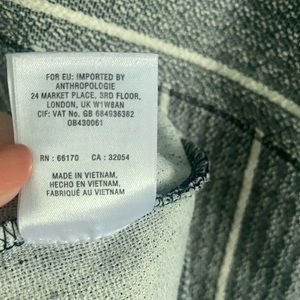 FOR EU: IMPORTED BY
ANTHROPOLOGIE
24 MARKET PLACE, 3RD FLOOR,
LONDON, UK W1W8AN
CIF: VAT No. GB 684936382
OB430061
RN : 66170 CA : 32054
MADE IN VIETNAM
HECHO EN VIETNAM
FABRIQUÉ AU VIETNAM